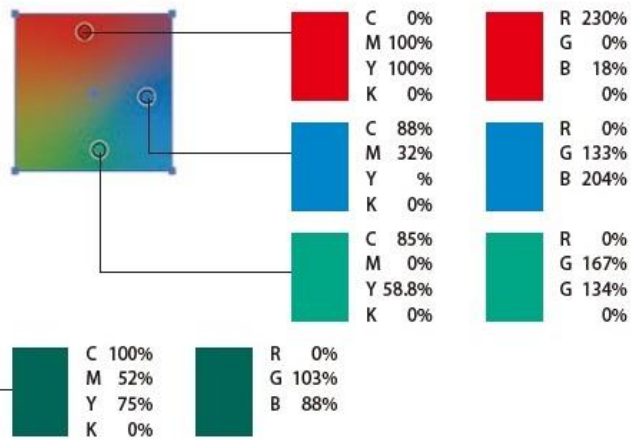 C 0%
M 100%
Y 100%
K 0%
R 230%
G 0%
B 18%
0%
C 88%
M 32%
Y %
K 0%
R 0%
G 133%
B 204%
C 85%
M 0%
Y 58.8%
K 0%
R 0%
G 167%
G 134%
0%
C 100%
M 52%
Y 75%
K 0%
R 0%
G 103%
B 88%